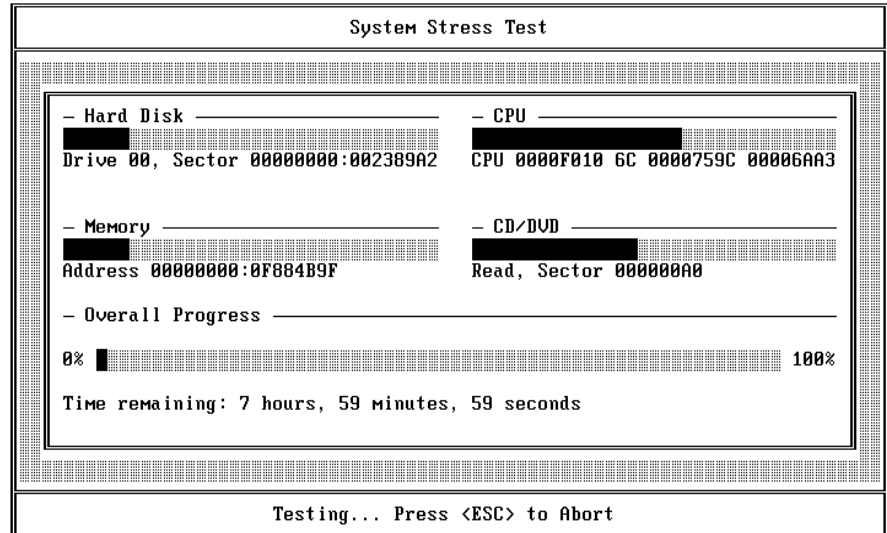 System Stress Test
Hard Disk
Drive 00, Sector 00000000:002389A2
CPU
CPU 0000F010 6C 0000759C 00006AA3
Memory
Address 00000000:0F884B9F
CD/DVD
Read, Sector 000000A0
Overall Progress
0% 100%
Time remaining: 7 hours, 59 minutes, 59 seconds
Testing... Press <ESC> to Abort